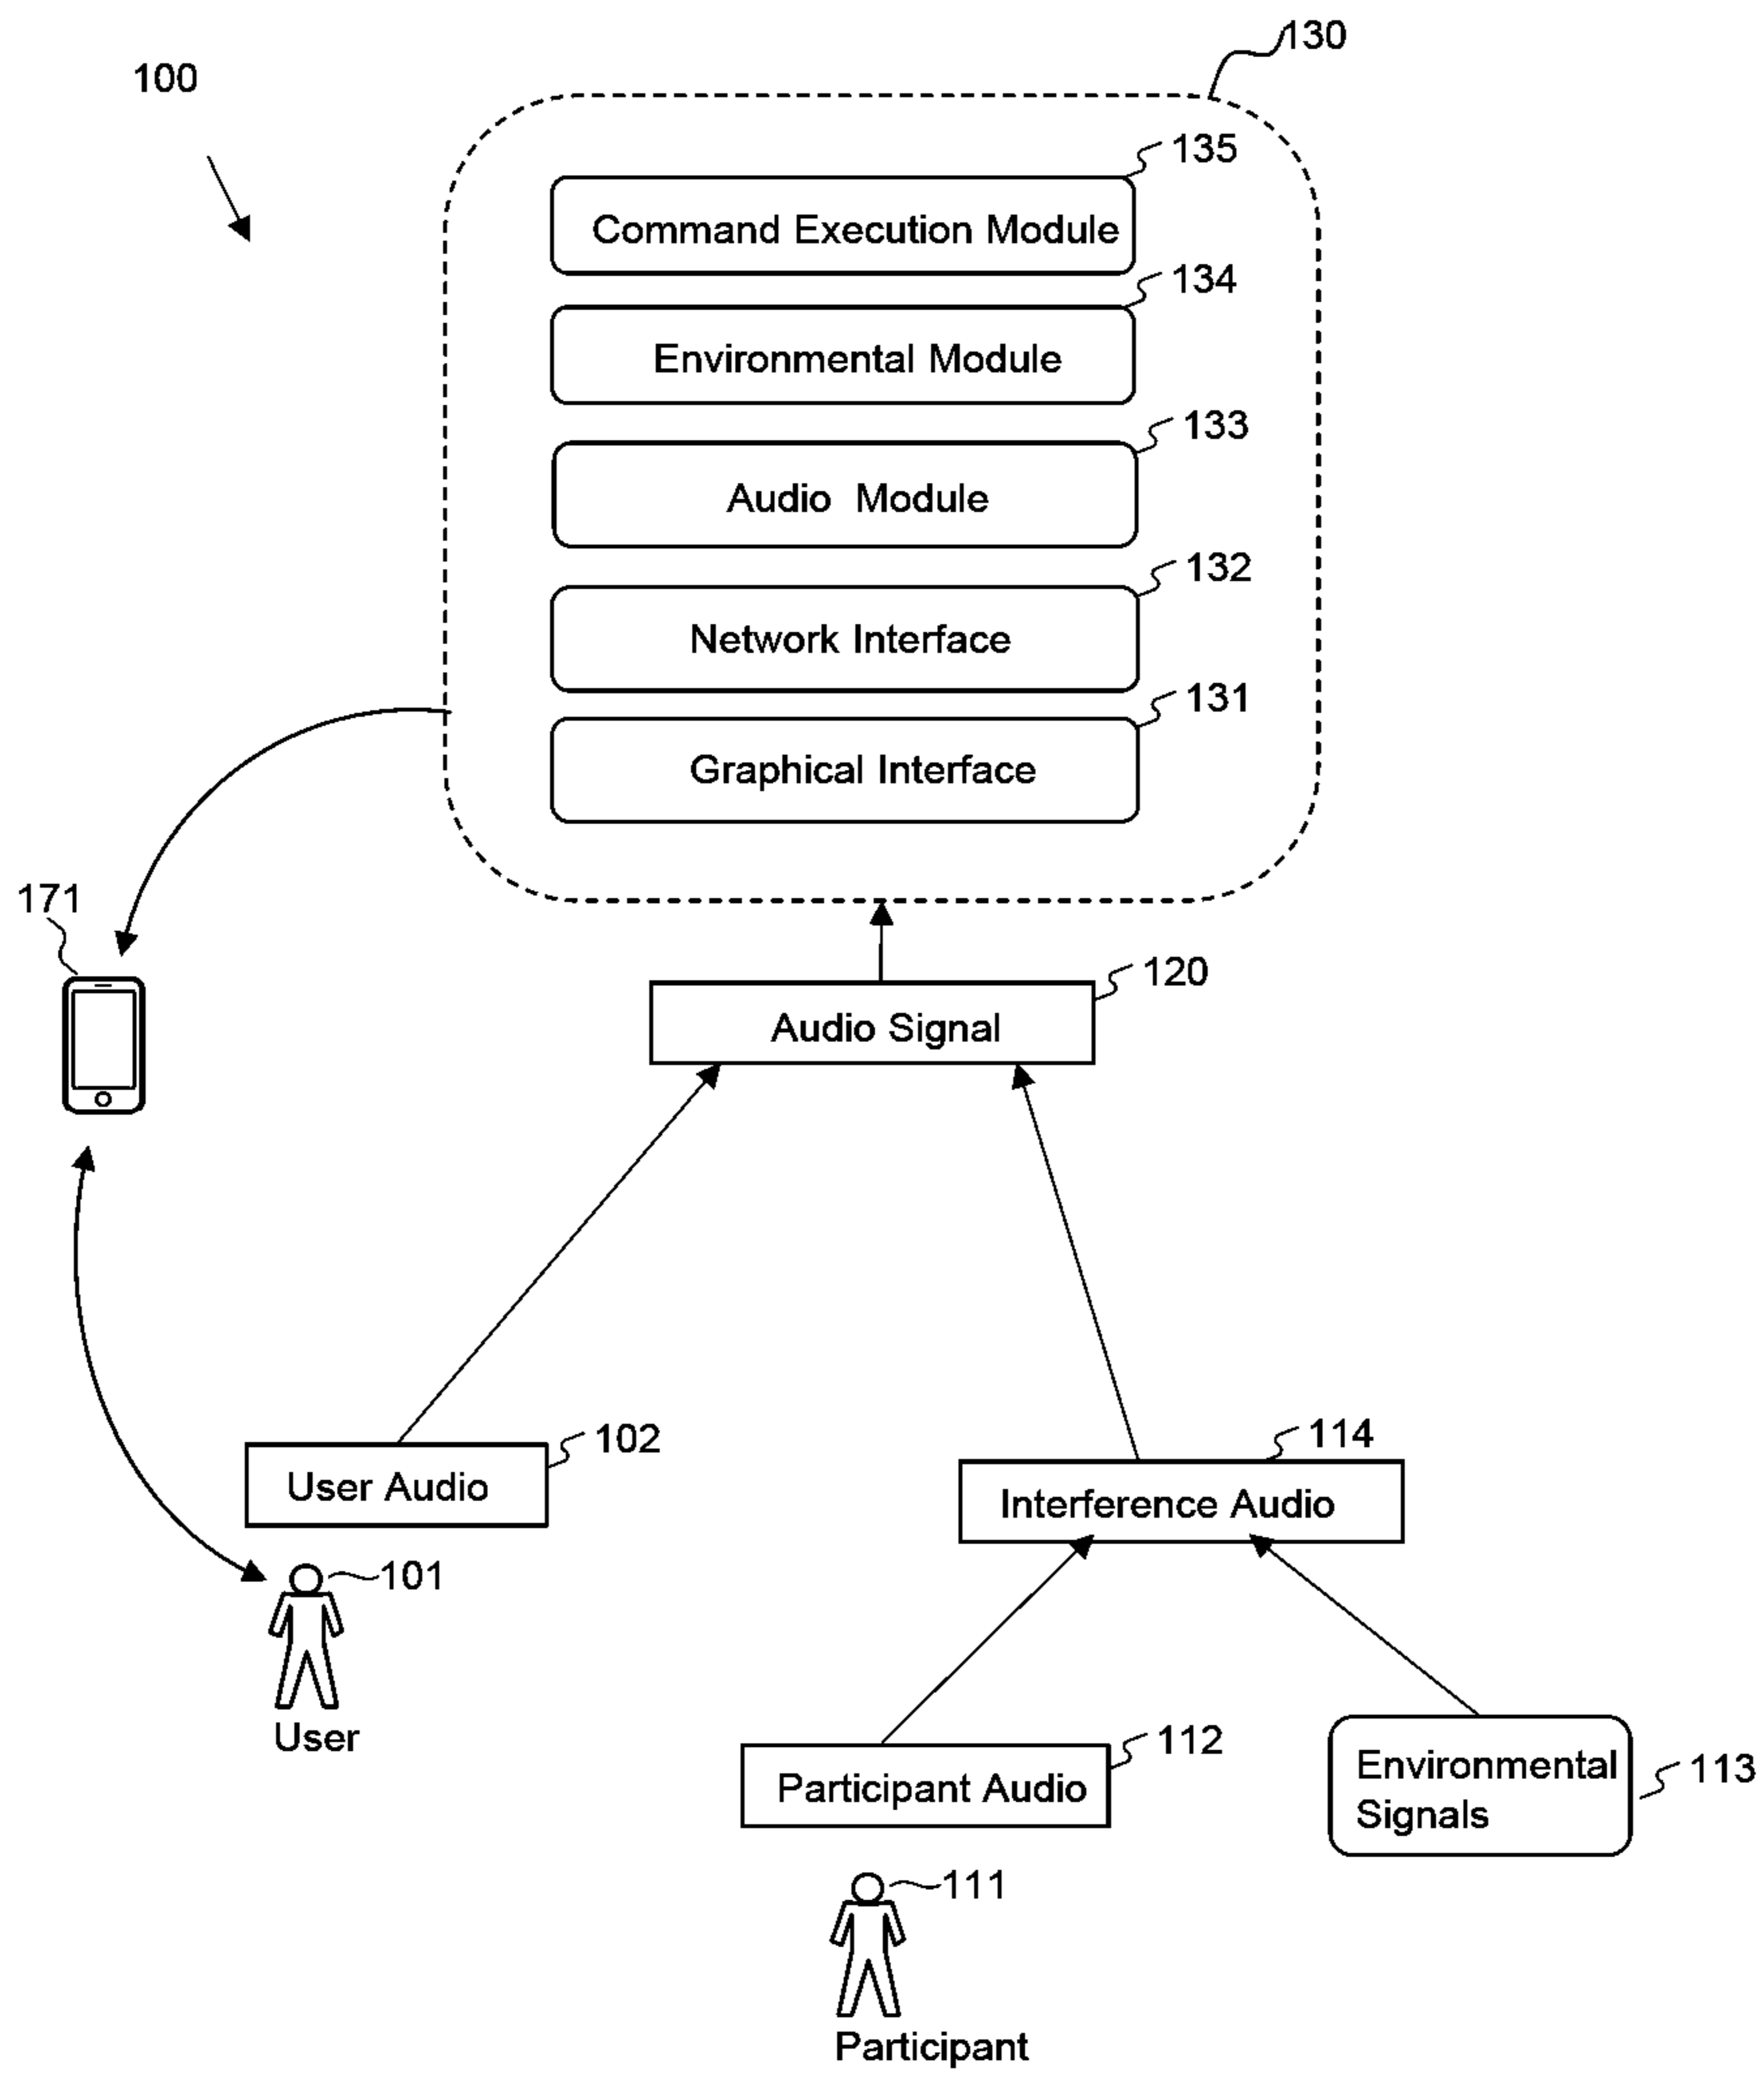 130
100
135
Command Execution Module
134
Environmental Module
133
Audio Module
132
Network Interface
131
Graphical Interface
171
120
Audio Signal
102
User Audio
114
Interference Audio
101
User
112
Participant Audio
Environmental
Signals
113
111
Participant